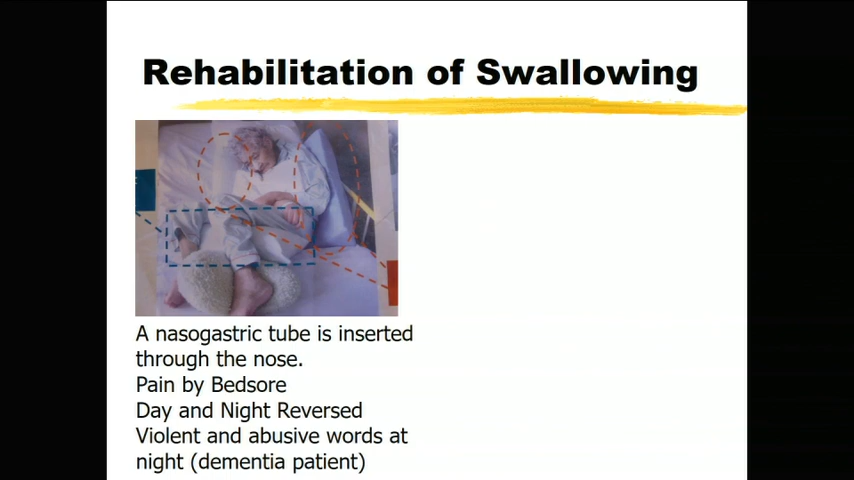 Rehabilitation of Swallowing
A nasogastric tube is inserted
through the nose.
Pain by Bedsore
Day and Night Reversed
Violent and abusive words at
night (dementia patient)